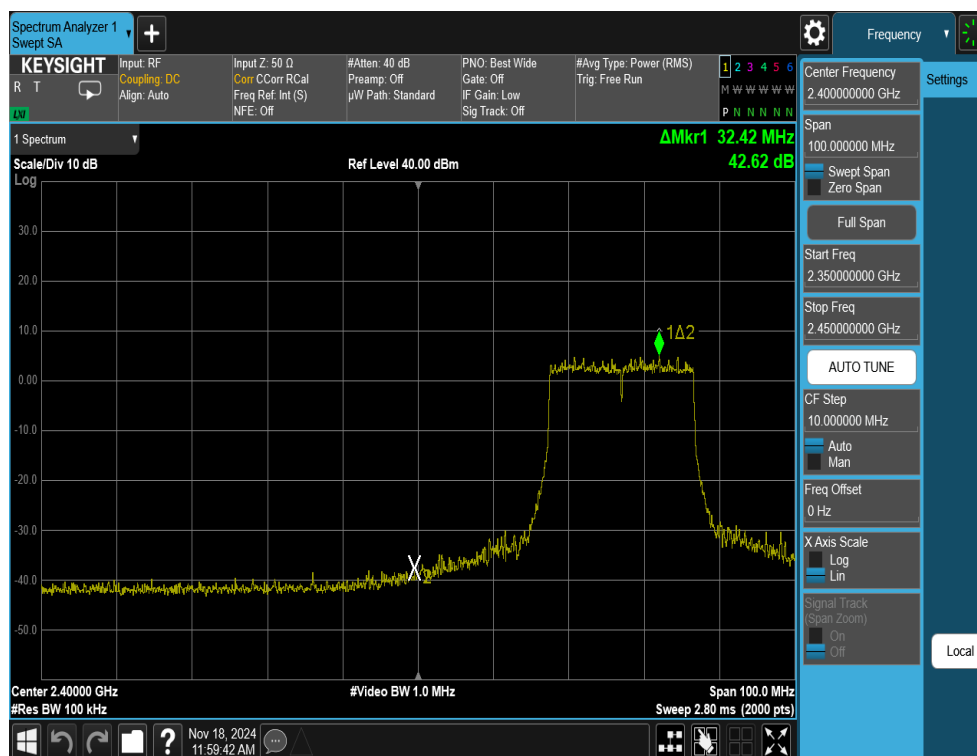 Spectrum Analyzer 1
Swept SA
Frequency
KEYSIGHT
R T
LXI
Input: RF
Coupling: DC
Align: Auto
Input Z: 50 Ω
Corr CCorr RCal
Freq Ref: Int (S)
NFE: Off
#Atten: 40 dB
Preamp: Off
µW Path: Standard
PNO: Best Wide
Gate: Off
IF Gain: Low
Sig Track: Off
#Avg Type: Power (RMS)
Trig: Free Run
1 2 3 4 5 6
M W W W W W
P N N N N N
1 Spectrum
Scale/Div 10 dB
Log
Ref Level 40.00 dBm
ΔMkr1 32.42 MHz
42.62 dB
30.0
20.0
10.0
0.00
-10.0
-20.0
-30.0
-40.0
-50.0
1Δ2
X2
Center 2.40000 GHz
#Video BW 1.0 MHz
Span 100.0 MHz
#Res BW 100 kHz
Sweep 2.80 ms (2000 pts)
Center Frequency
2.400000000 GHz
Settings
Span
100.000000 MHz
Swept Span
Zero Span
Full Span
Start Freq
2.350000000 GHz
Stop Freq
2.450000000 GHz
AUTO TUNE
CF Step
10.000000 MHz
Auto
Man
Freq Offset
0 Hz
X Axis Scale
Log
Lin
Signal Track
(Span Zoom)
On
Off
Local
?
Nov 18, 2024
11:59:42 AM